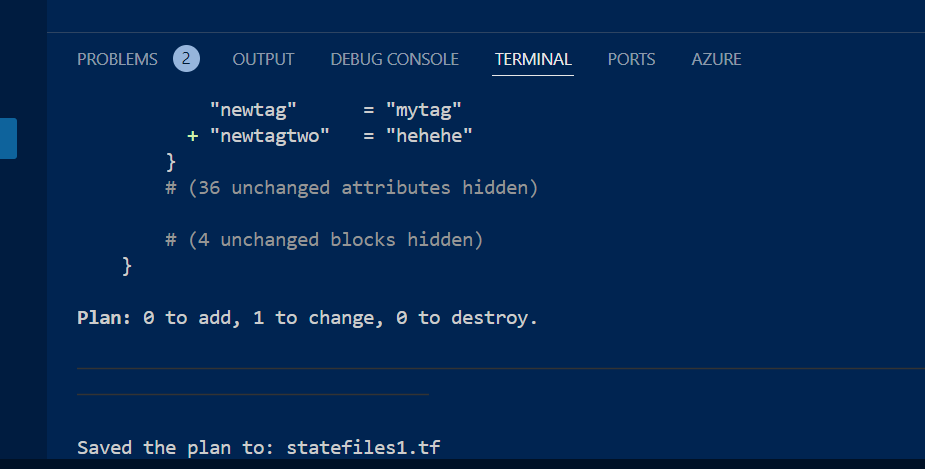 PROBLEMS 2 OUTPUT DEBUG CONSOLE TERMINAL PORTS AZURE
"newtag" = "mytag"
+ "newtagtwo" = "hehehe"
}
# (36 unchanged attributes hidden)
# (4 unchanged blocks hidden)
}
Plan: 0 to add, 1 to change, 0 to destroy.
Saved the plan to: statefiles1.tf